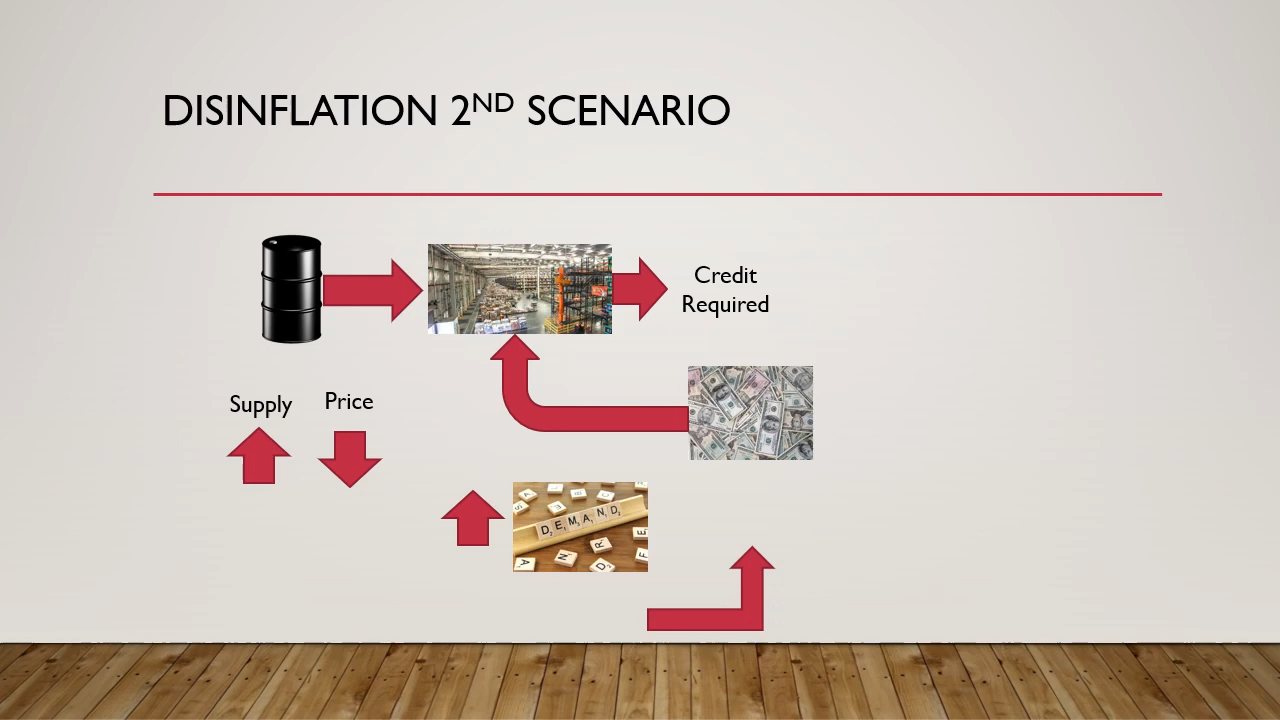 DISINFLATION 2ND SCENARIO
Credit
Required
Supply
Price
DEMAND